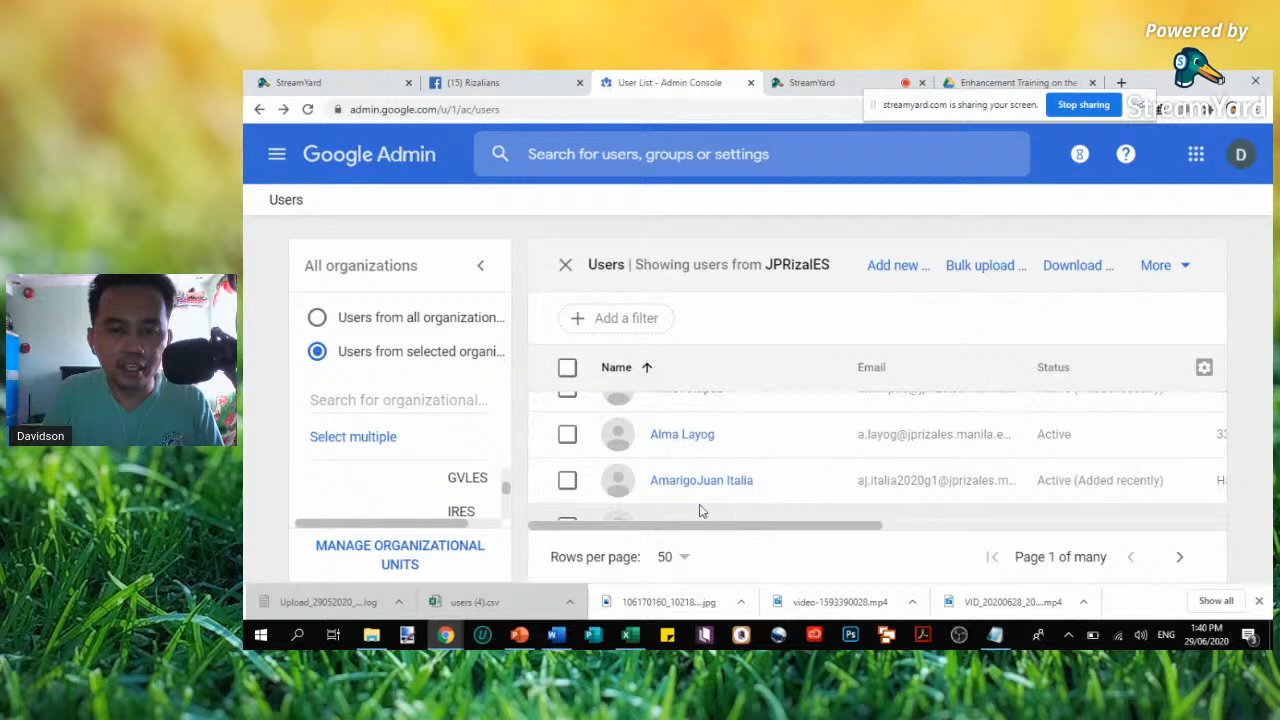 Powered by
StreamYard
StreamYard
(15) Rizalians
User List - Admin Console
StreamYard
Enhancement Training on the
admin.google.com/u/1/ac/users
streamyard.com is sharing your screen.
Stop sharing
Google Admin
Search for users, groups or settings
D
Users
All organizations
Users from all organization...
Users from selected organi...
Search for organizational...
Select multiple
GVLES
IRES
MANAGE ORGANIZATIONAL
UNITS
Users | Showing users from JPRizalES
Add new ...
Bulk upload ...
Download ...
More
Add a filter
Name
Email
Status
Alma Layog
a.layog@jprizales.manila.e...
Active
33
AmarigoJuan Italia
aj.italia2020g1@jprizales.m...
Active (Added recently)
Ha
Rows per page:
50
Page 1 of many
Davidson
Upload_29052020_....log
users (4).csv
106170160_10218....jpg
video-1593390028.mp4
VID_20200628_20....mp4
Show all
ENG
1:40 PM
29/06/2020